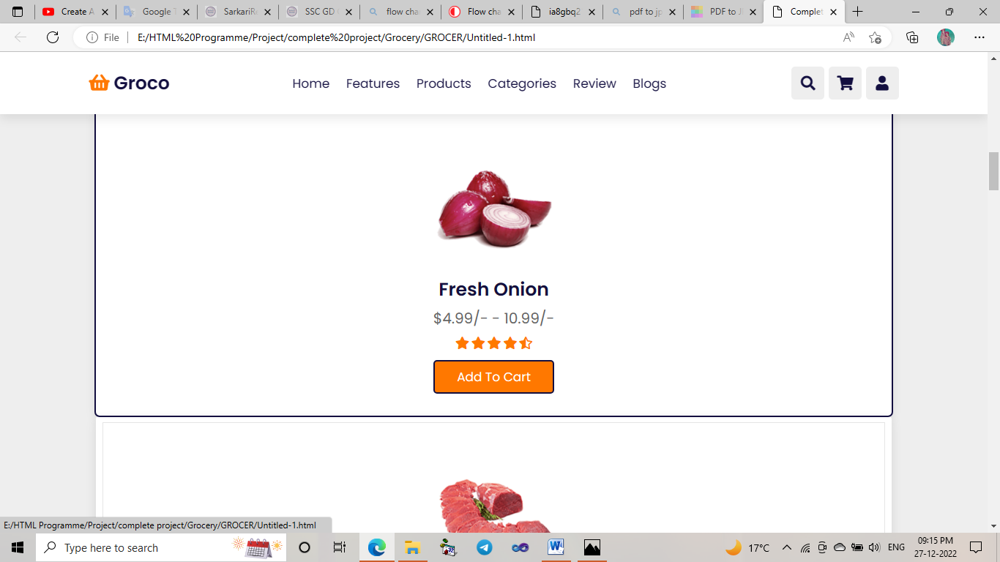 Create A
Google T
SarkariRe
SSC GD
flow cha
Flow cha
ia8gbq2
pdf to jp
PDF to JI
Complet
File
E:/HTML%20Programme/Project/complete%20project/Grocery/GROCER/Untitled-1.html
Groco
Home Features Products Categories Review Blogs
Fresh Onion
$4.99/- - 10.99/-
Add To Cart
E:/HTML Programme/Project/complete project/Grocery/GROCER/Untitled-1.html
Type here to search
17°C
ENG
09:15 PM
27-12-2022